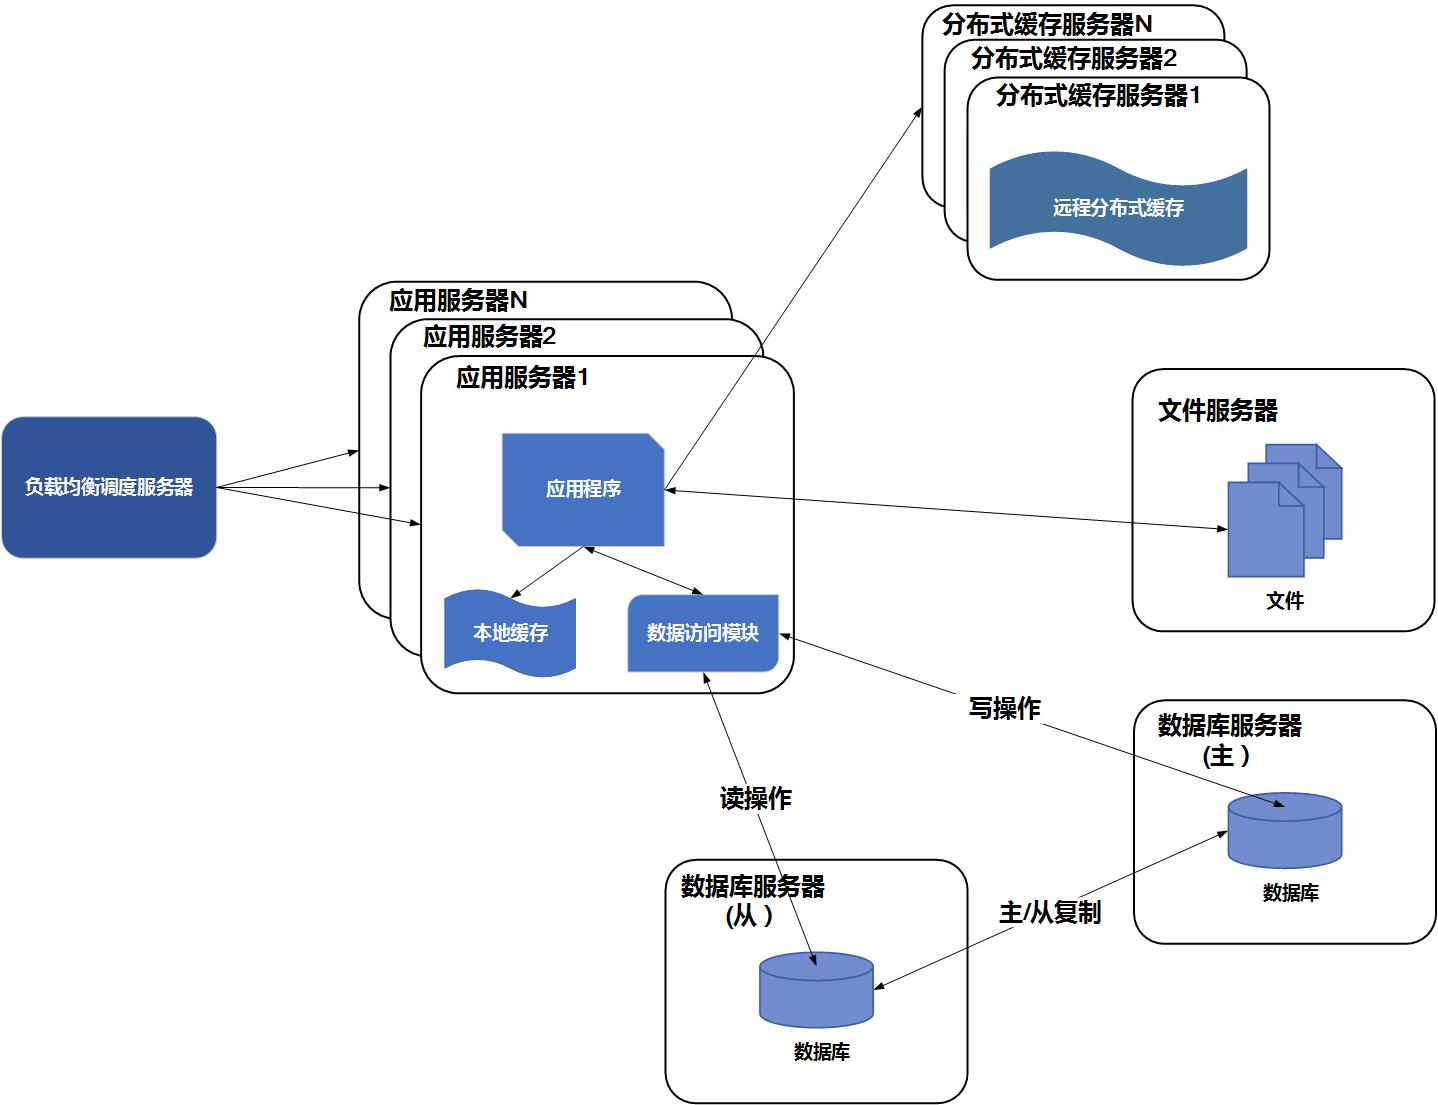 分布式缓存服务器N
分布式缓存服务器2
分布式缓存服务器1
远程分布式缓存
应用服务器N
应用服务器2
应用服务器1
负载均衡调度服务器
应用程序
本地缓存
数据访问模块
文件服务器
文件
写操作
读操作
数据库服务器
(主）
数据库
主/从复制
数据库服务器
(从）
数据库